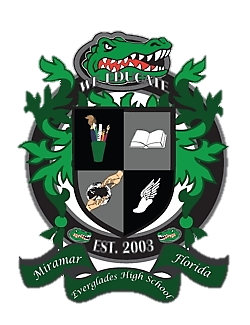 WE EDUCATE
EST. 2003
Miramar Florida
Everglades High School